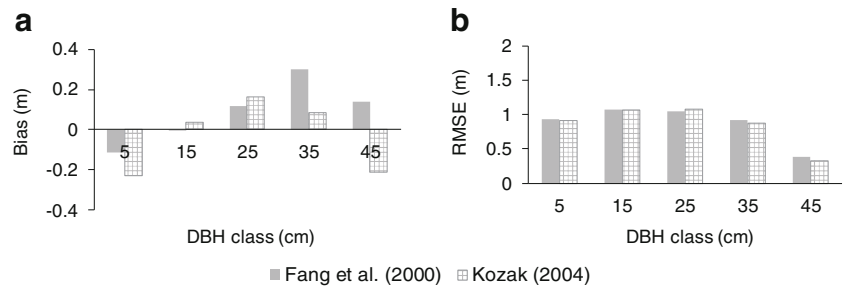 a
0.4
0.2
0
-0.2
-0.4
Bias (m)
5 15 25 35 45
DBH class (cm)
b
2
1.5
1
0.5
0
RMSE (m)
5 15 25 35 45
DBH class (cm)
Fang et al. (2000) Kozak (2004)